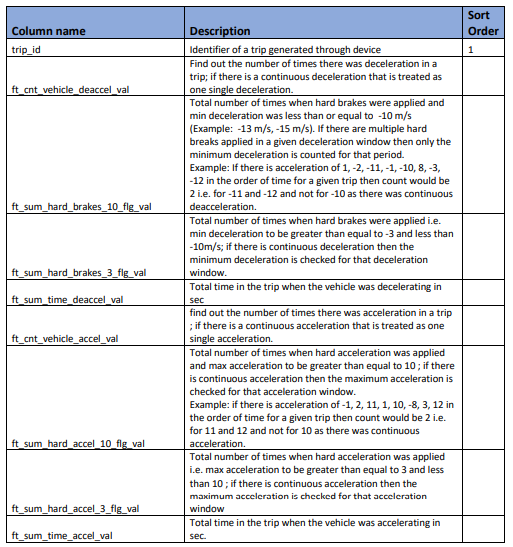 Column name Description Sort Order
trip_id Identifier of a trip generated through device 1
Find out the number of times there was deceleration in a
trip; if there is a continuous deceleration that is treated as
ft_cnt_vehicle_deaccel_val one single deceleration.
Total number of times when hard brakes were applied and
min deceleration was less than or equal to -10 m/s
(Example: -13 m/s, -15 m/s). If there are multiple hard
breaks applied in a given deceleration window then only the
minimum deceleration is counted for that period.
Example: If there is acceleration of 1, -2, -11, -1, -10, 8, -3,
-12 in the order of time for a given trip then count would be
2 i.e. for -11 and -12 and not for -10 as there was continuous
ft_sum_hard_brakes_10_flg_val deacceleration.
Total number of times when hard brakes were applied i.e.
min deceleration to be greater than equal to -3 and less than
-10m/s; if there is continuous deceleration then the
minimum deceleration is checked for that deceleration
ft_sum_hard_brakes_3_flg_val window.
Total time in the trip when the vehicle was decelerating in
ft_sum_time_deaccel_val sec
find out the number of times there was acceleration in a trip
; if there is a continuous acceleration that is treated as one
ft_cnt_vehicle_accel_val single acceleration.
Total number of times when hard acceleration was applied
and max acceleration to be greater than equal to 10 ; if there
is continuous acceleration then the maximum acceleration is
checked for that acceleration window.
Example: if there is acceleration of -1, 2, 11, 1, 10, -8, 3, 12 in
the order of time for a given trip then count would be 2 i.e.
for 11 and 12 and not for 10 as there was continuous
ft_sum_hard_accel_10_flg_val acceleration.
Total number of times when hard acceleration was applied
i.e. max acceleration to be greater than equal to 3 and less
than 10 ; if there is continuous acceleration then the
maximum acceleration is checked for that acceleration
ft_sum_hard_accel_3_flg_val window
Total time in the trip when the vehicle was accelerating in
ft_sum_time_accel_val sec.